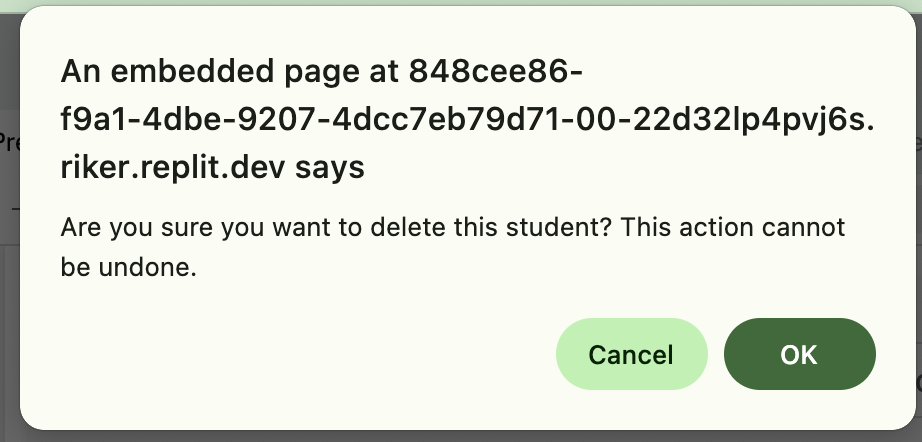 An embedded page at 848cee86-
f9a1-4dbe-9207-4dcc7eb79d71-00-22d32lp4pvj6s.
riker.replit.dev says
Are you sure you want to delete this student? This action cannot
be undone.
Cancel OK